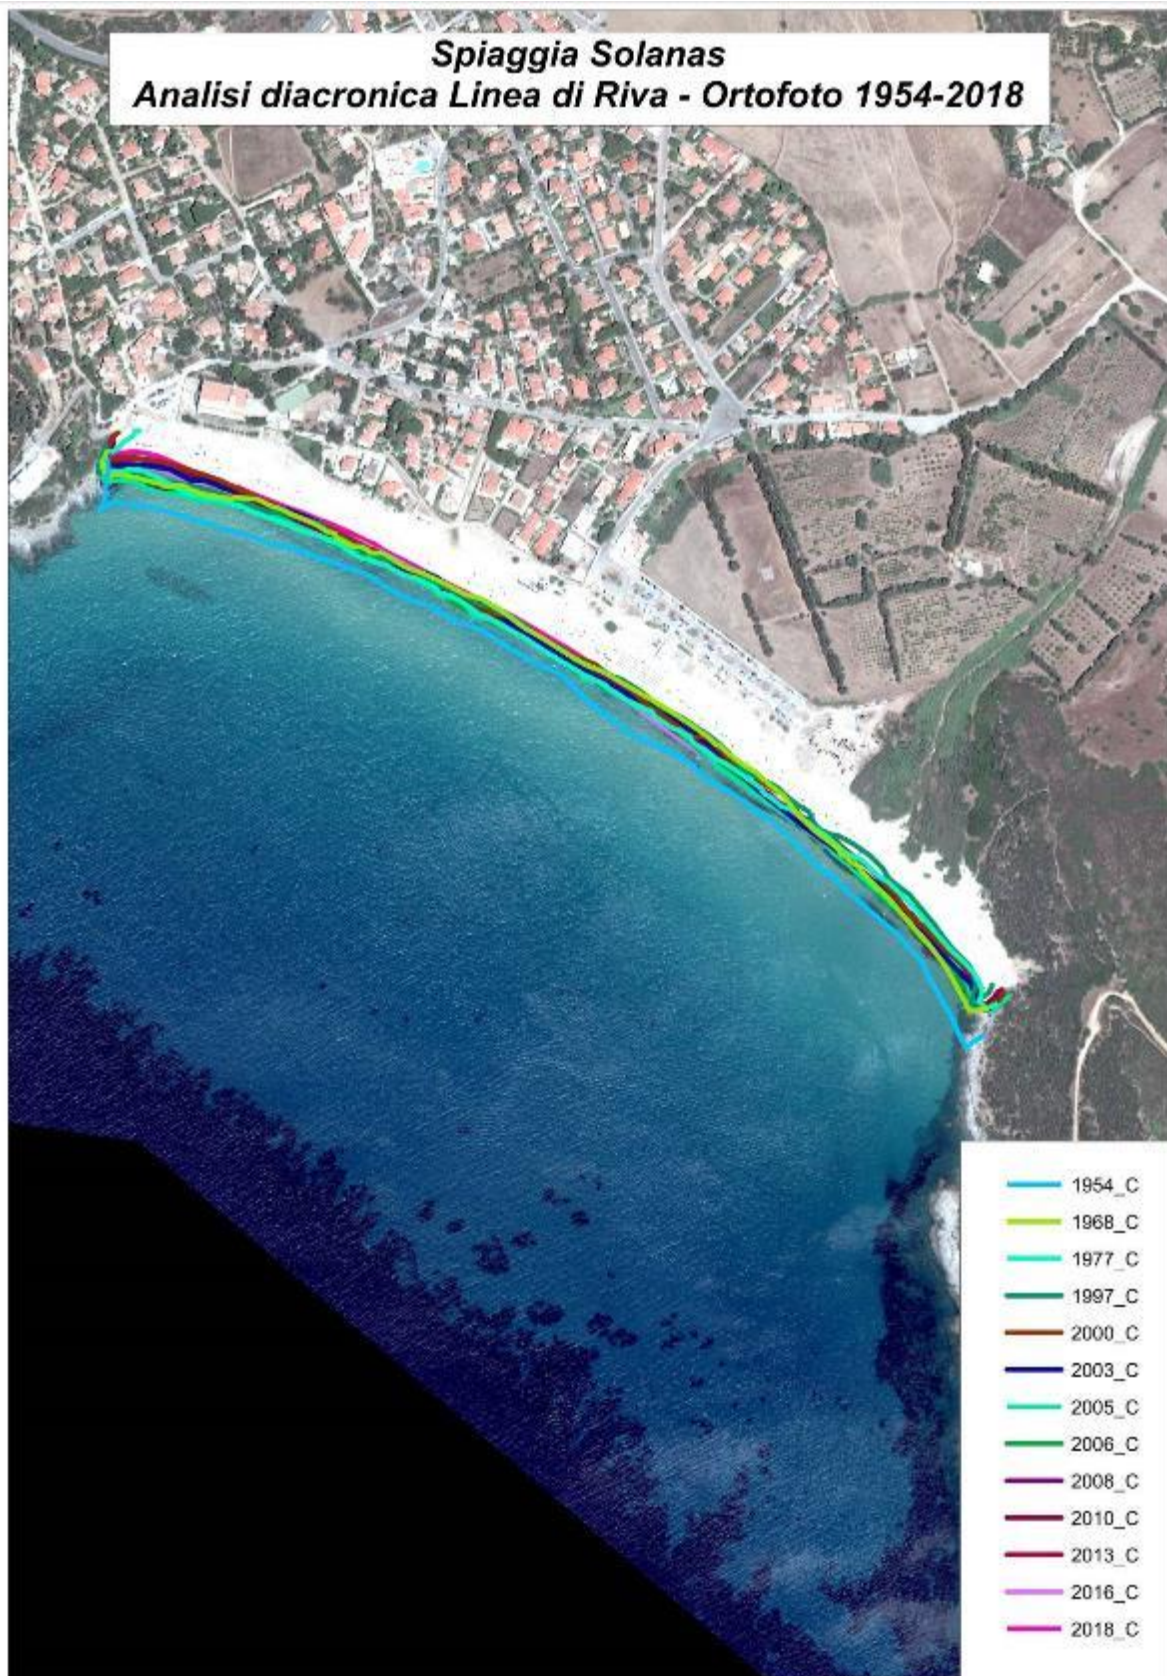 Spiaggia Solanas
Analisi diacronica Linea di Riva - Ortofoto 1954-2018
1954_C
1968_C
1977_C
1997_C
2000_C
2003_C
2005_C
2006_C
2008_C
2010_C
2013_C
2016_C
2018_C